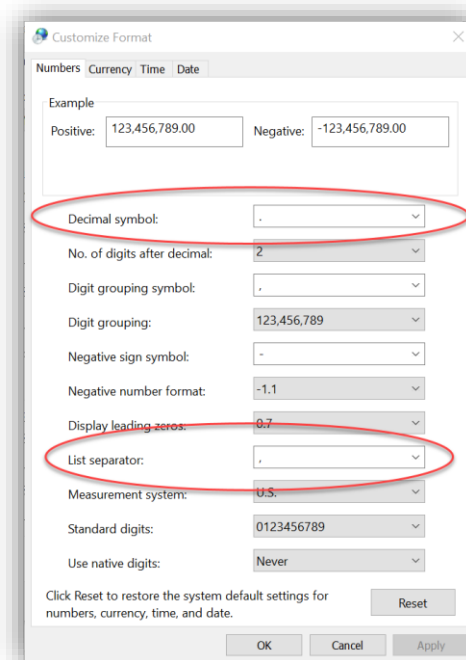 Customize Format
Numbers Currency Time Date
Example
Positive: 123,456,789.00 Negative: -123,456,789.00
Decimal symbol: .
No. of digits after decimal: 2
Digit grouping symbol: ,
Digit grouping: 123,456,789
Negative sign symbol: -
Negative number format: -1.1
Display leading zeros: 0.7
List separator: ,
Measurement system: U.S.
Standard digits: 0123456789
Use native digits: Never
Click Reset to restore the system default settings for
numbers, currency, time, and date. Reset
OK Cancel Apply